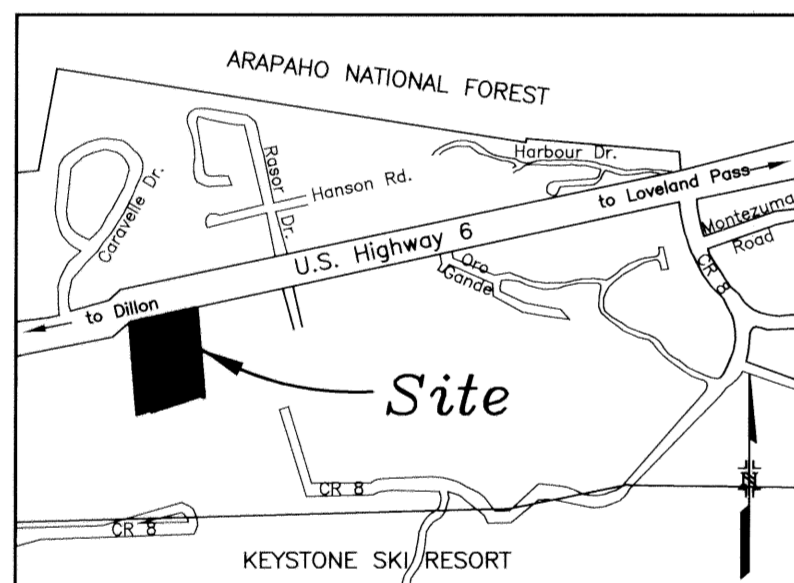 ARAPAHO NATIONAL FOREST
Harbour Dr.
Rasor Dr.
Hanson Rd.
to Loveland Pass
Caravelle Dr.
Montezuma
Road
U.S. Highway 6
Oro
Gande
CR 8
to Dillon
Site
CR 8
N
CR 8
KEYSTONE SKI RESORT